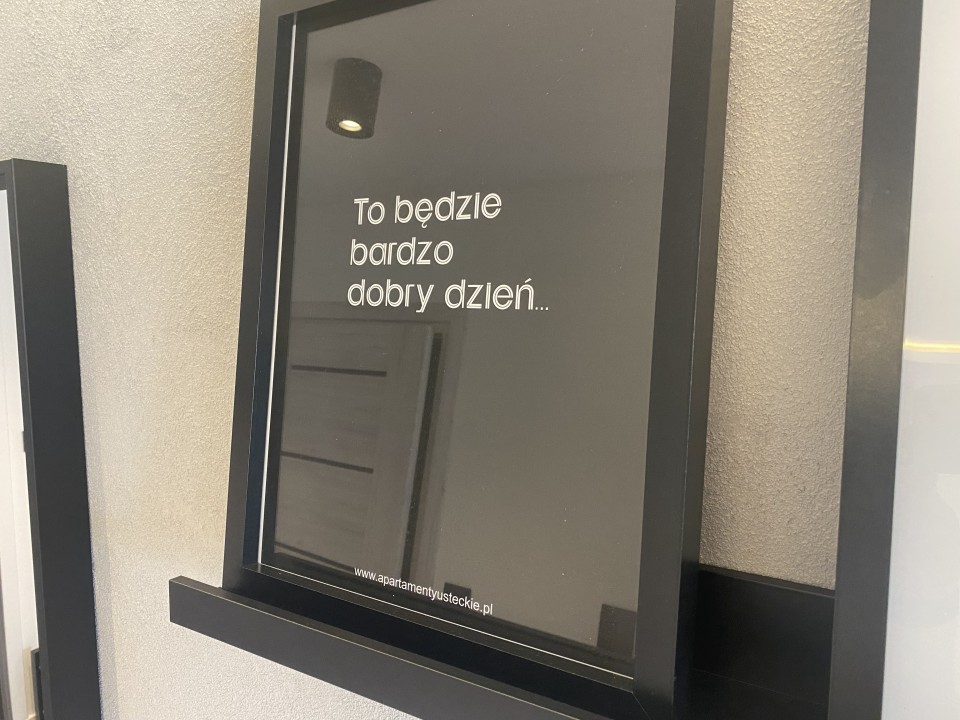 To będzie
bardzo
dobry dzień...
www.apartamentyusteckie.pl